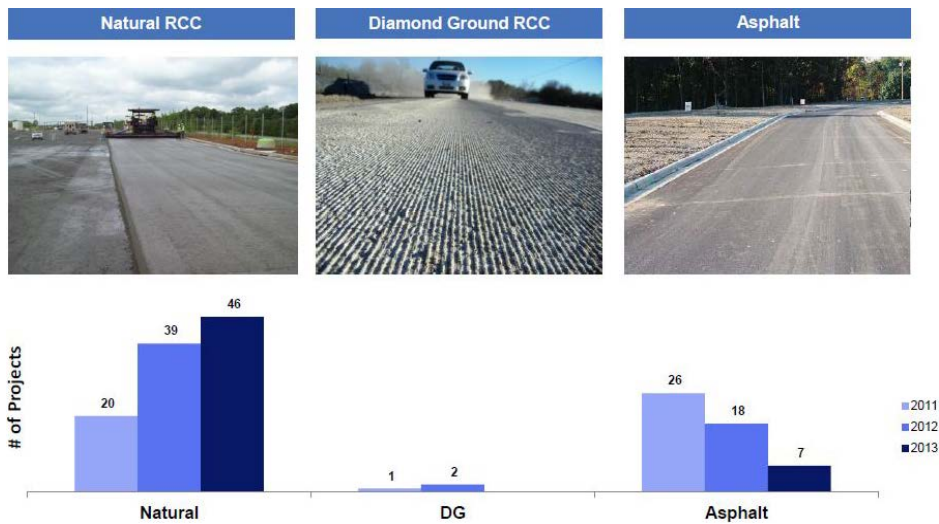 Natural RCC
Diamond Ground RCC
Asphalt
# of Projects
20
39
46
1
2
26
18
7
2011
2012
2013
Natural
DG
Asphalt